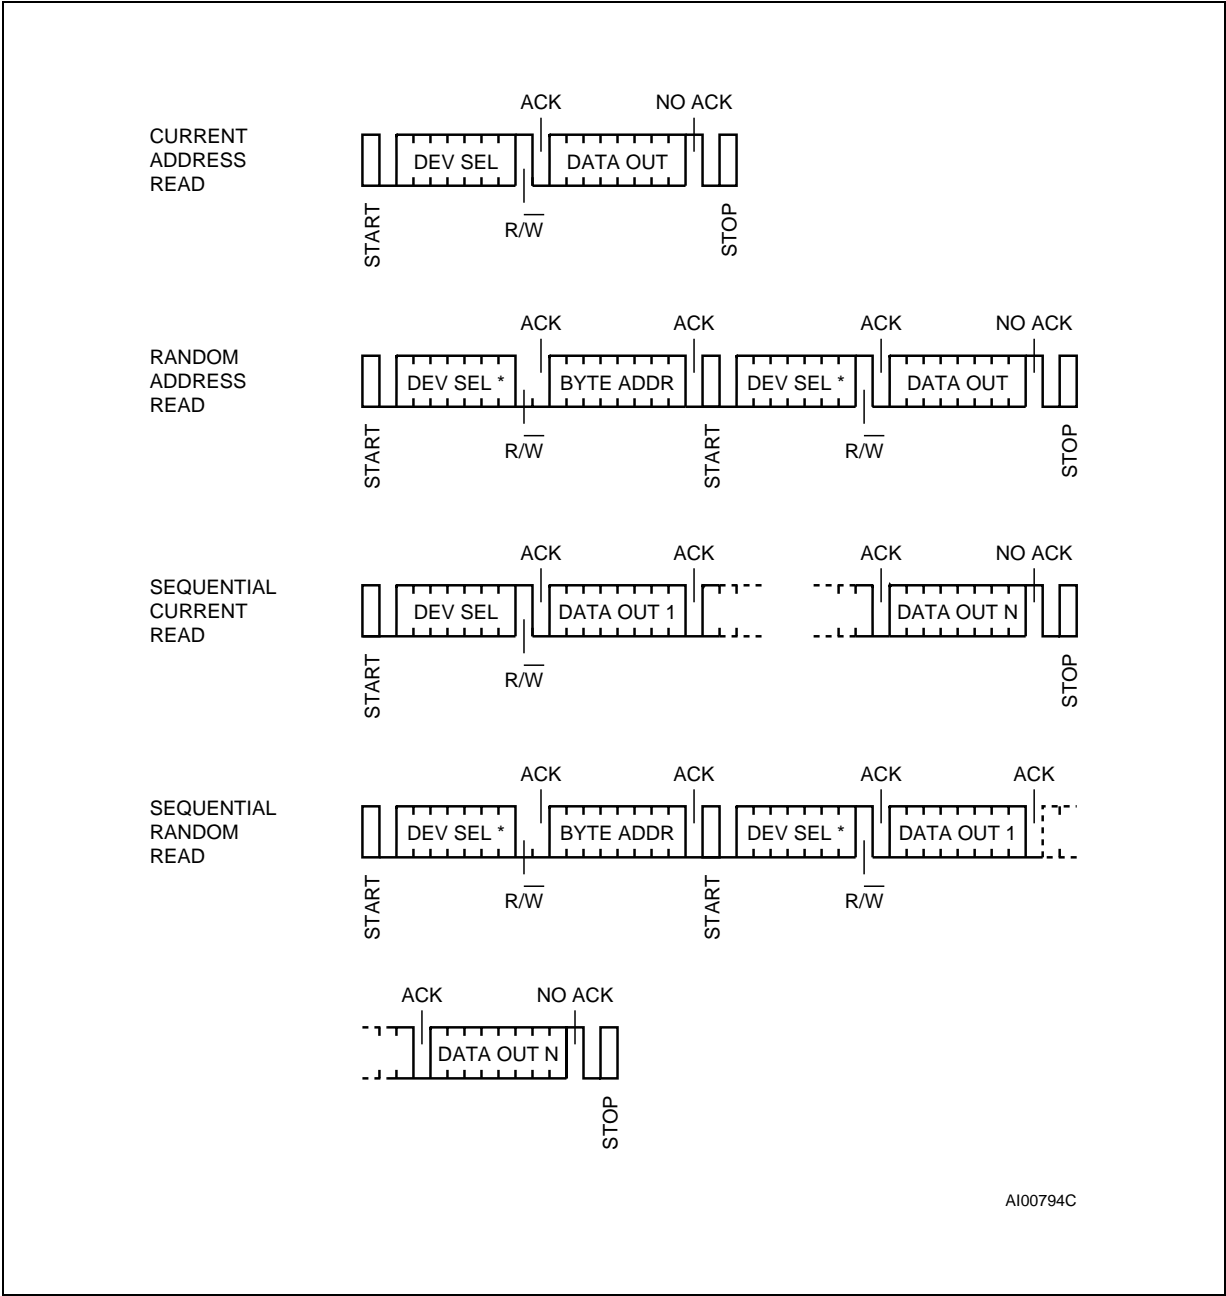 ACK NO ACK
CURRENT
ADDRESS
READ
DEV SEL DATA OUT
START R/W STOP
ACK ACK ACK NO ACK
RANDOM
ADDRESS
READ
DEV SEL * BYTE ADDR DEV SEL * DATA OUT
START R/W START R/W STOP
ACK ACK ACK NO ACK
SEQUENTIAL
CURRENT
READ
DEV SEL DATA OUT 1 DATA OUT N
START R/W STOP
ACK ACK ACK ACK
SEQUENTIAL
RANDOM
READ
DEV SEL * BYTE ADDR DEV SEL * DATA OUT 1
START R/W START R/W
ACK NO ACK
DATA OUT N
STOP
AI00794C